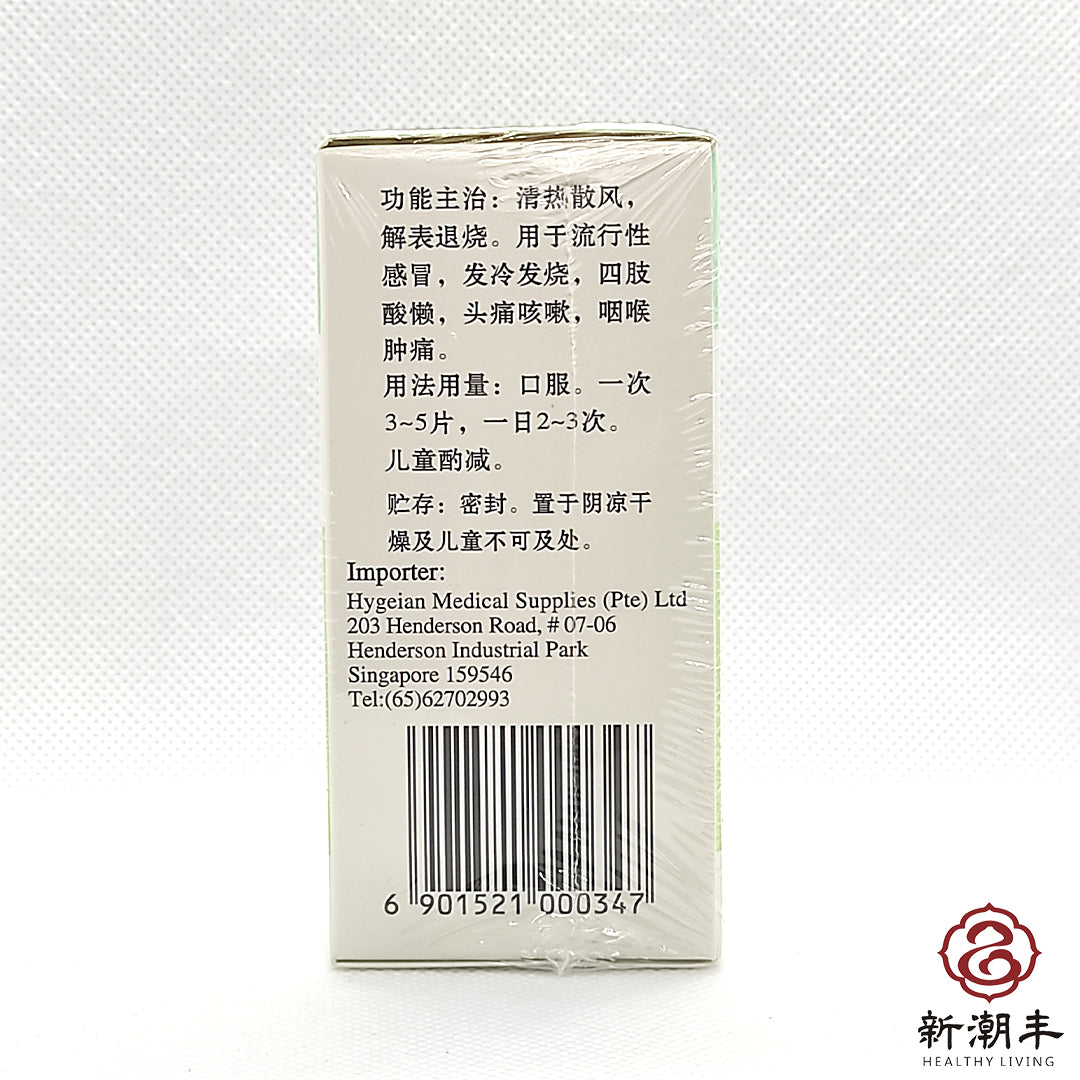 功能主治：清热散风，
解表退烧。用于流行性
感冒，发冷发烧，四肢
酸懒，头痛咳嗽，咽喉
肿痛。
用法用量：口服。一次
3~5片，一日2~3次。
儿童酌减。
贮存：密封。置于阴凉干
燥及儿童不可及处。
Importer:
Hygeian Medical Supplies (Pte) Ltd
203 Henderson Road, # 07-06
Henderson Industrial Park
Singapore 159546
Tel:(65)62702993
6 901521 000347
新潮丰
HEALTHY LIVING